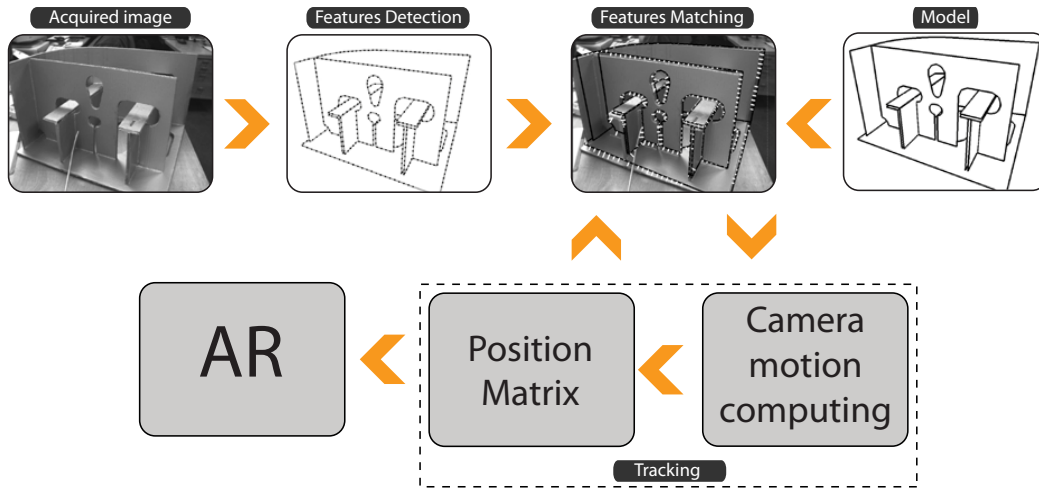 Acquired image
Features Detection
Features Matching
Model
AR
Position
Matrix
Camera
motion
computing
Tracking